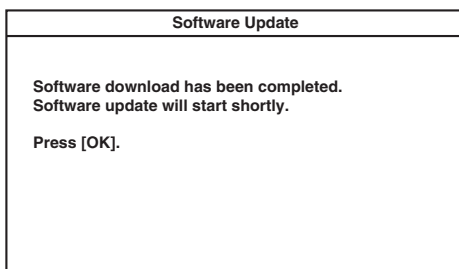 Software Update
Software download has been completed.
Software update will start shortly.
Press [OK].